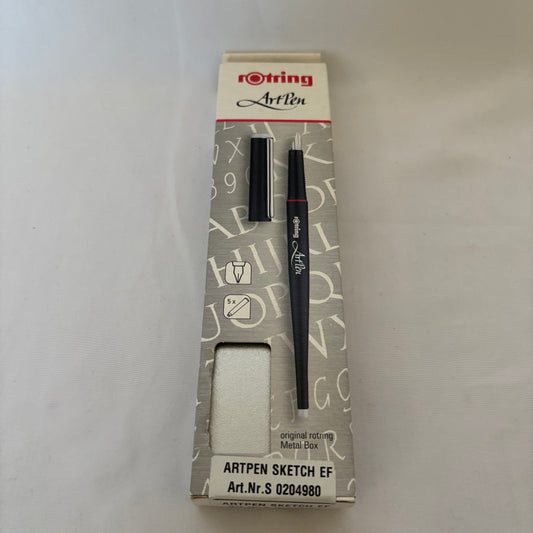 rotring
ArtPen
rotring ArtPen
5x
original rotring
Metal Box
ARTPEN SKETCH EF
Art.Nr.S 0204980
ARTPEN SKETCH EF